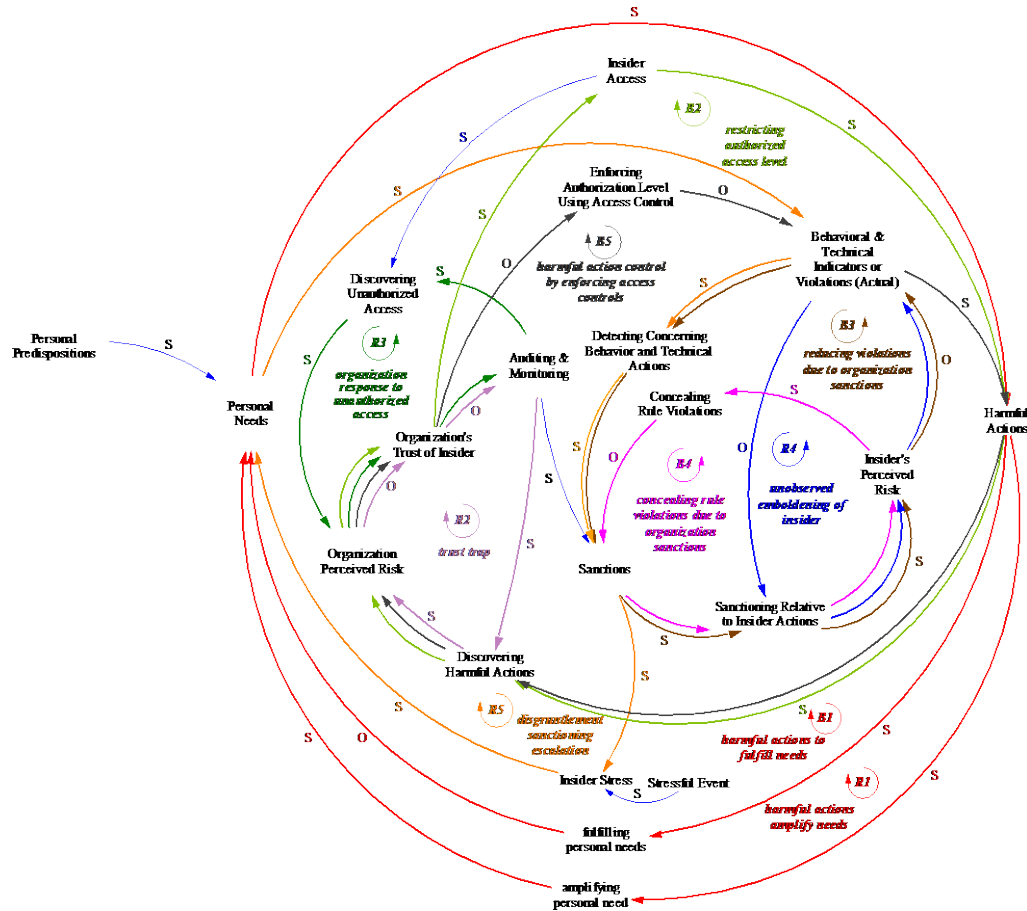 S
Insider
Access
B2
restricting
authorized
access level
S
S
Enforcing
Authorization Level
Using Access Control
O
S
S
Behavioral &
Technical
Indicators or
Violations (Actual)
B5
harmful action control
by enforcing access
controls
O
Discovering
Unauthorized
Access
S
S
S
Personal
Predispositions
S
R3
organization
response to
unauthorized
access
S
Auditing &
Monitoring
Detecting Concerning
Behavior and Technical
Actions
B3
reducing violations
due to organization
sanctions
O
S
Concealing
Rule Violations
Personal
Needs
Harmful
Actions
O
Organization's
Trust of Insider
O
S
S
O
O
B4
concealing rule
violations due to
organization
sanctions
R4
unobserved
emboldening of
insider
Insider's
Perceived
Risk
R2
trust trap
Organization
Perceived Risk
S
Sanctions
S
Sanctioning Relative
to Insider Actions
S
S
Discovering
Harmful Actions
S
S
R5
disgruntlement
sanctioning
escalation
S
B1
harmful actions to
fulfill needs
S
S
O
S
S
Insider Stress
S
Stressful Event
R1
harmful actions
amplify needs
fulfilling
personal needs
amplifying
personal need